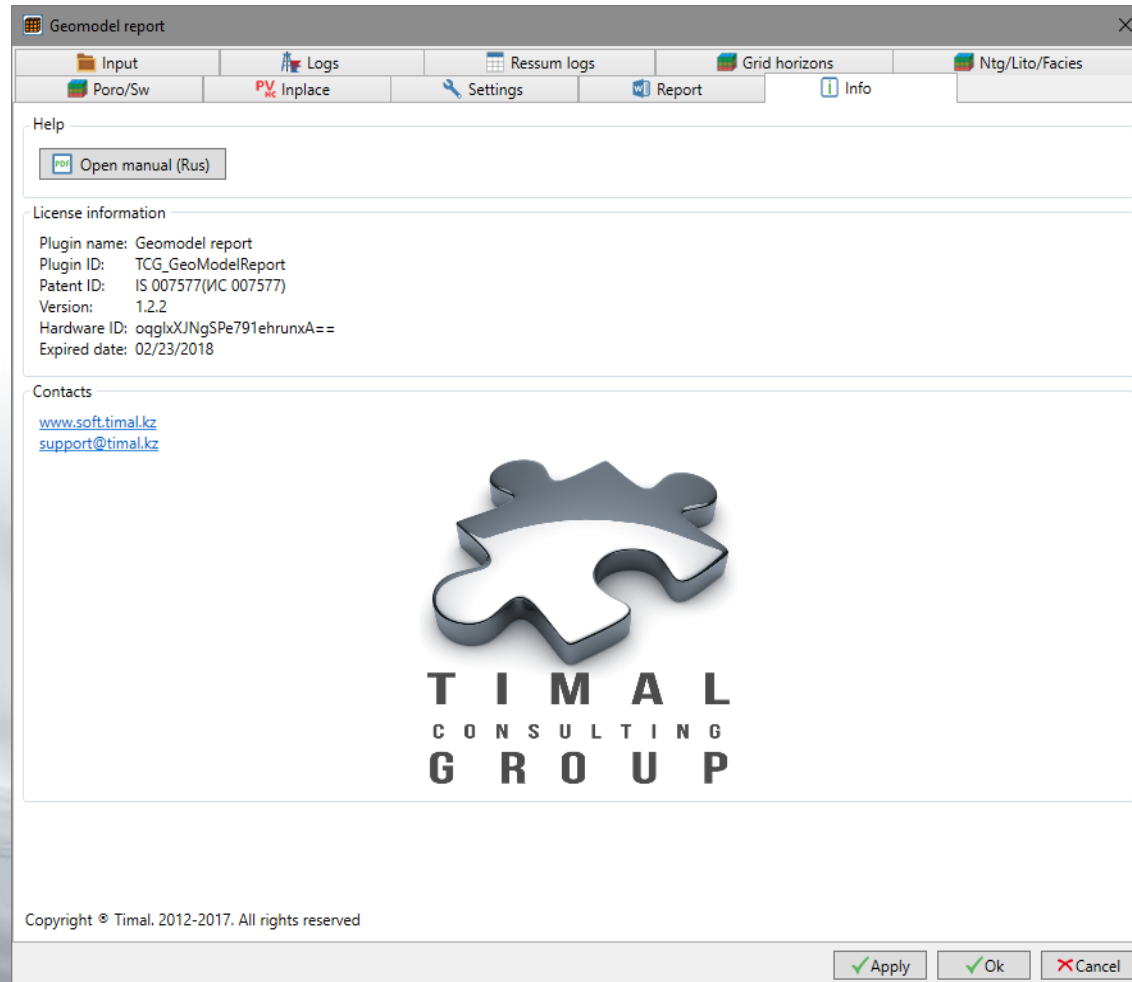 Geomodel report
Input
Logs
Ressum logs
Grid horizons
Ntg/Lito/Facies
Poro/Sw
PV HC Inplace
Settings
Report
Info
Help
PDF Open manual (Rus)
License information
Plugin name: Geomodel report
Plugin ID: TCG_GeoModelReport
Patent ID: IS 007577(ИС 007577)
Version: 1.2.2
Hardware ID: oqglxXJNgSPe791ehrunxA==
Expired date: 02/23/2018
Contacts
www.soft.timal.kz
support@timal.kz
TIMAL
CONSULTING
GROUP
Copyright ® Timal. 2012-2017. All rights reserved
Apply
Ok
Cancel